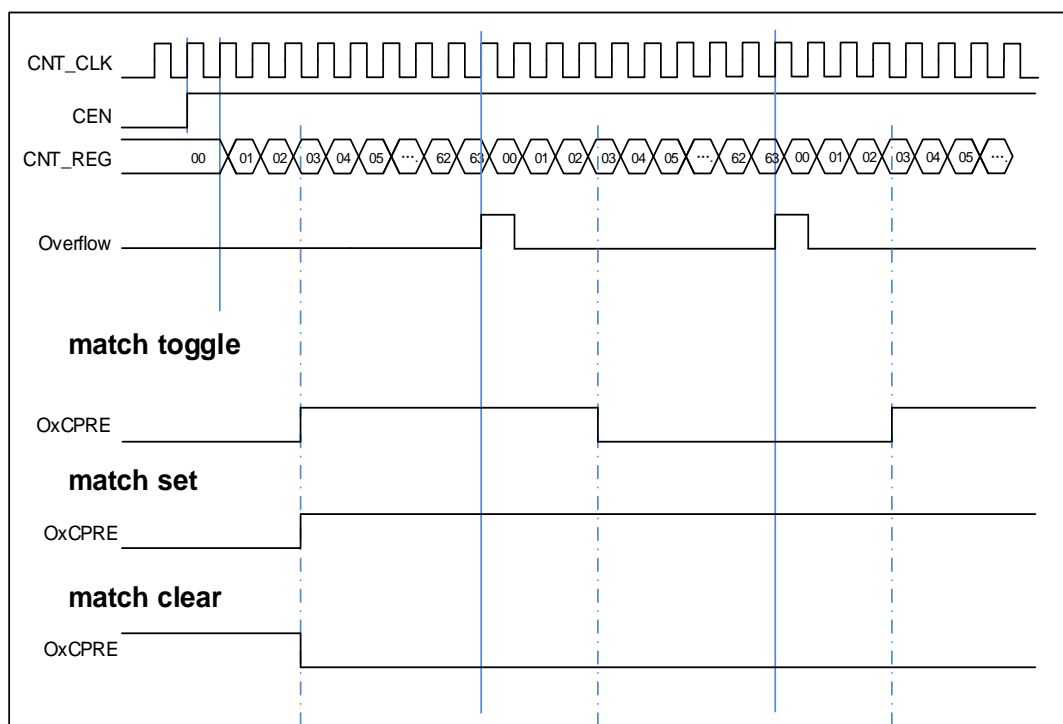 CNT_CLK
CEN
CNT_REG 00 01 02 03 04 05 …. 62 63 00 01 02 03 04 05 …. 62 63 00 01 02 03 04 05 ….
Overflow
match toggle
OxCPRE
match set
OxCPRE
match clear
OxCPRE